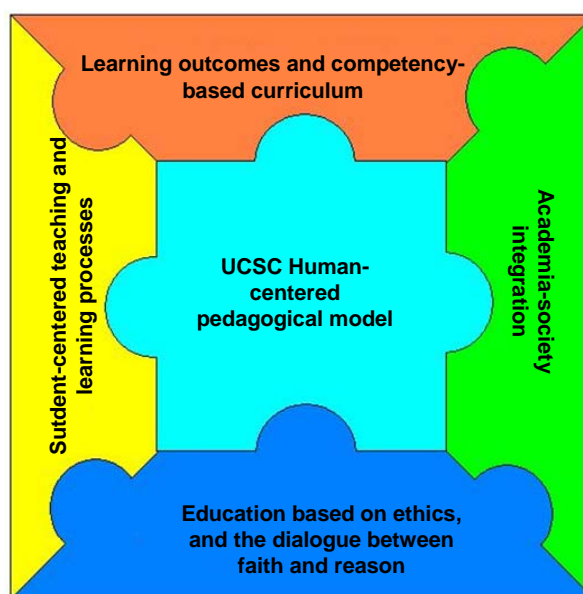 Learning outcomes and competency-
based curriculum
Sutdent-centered teaching and
learning processes
UCSC Human-
centered
pedagogical model
Academia-society
integration
Education based on ethics,
and the dialogue between
faith and reason